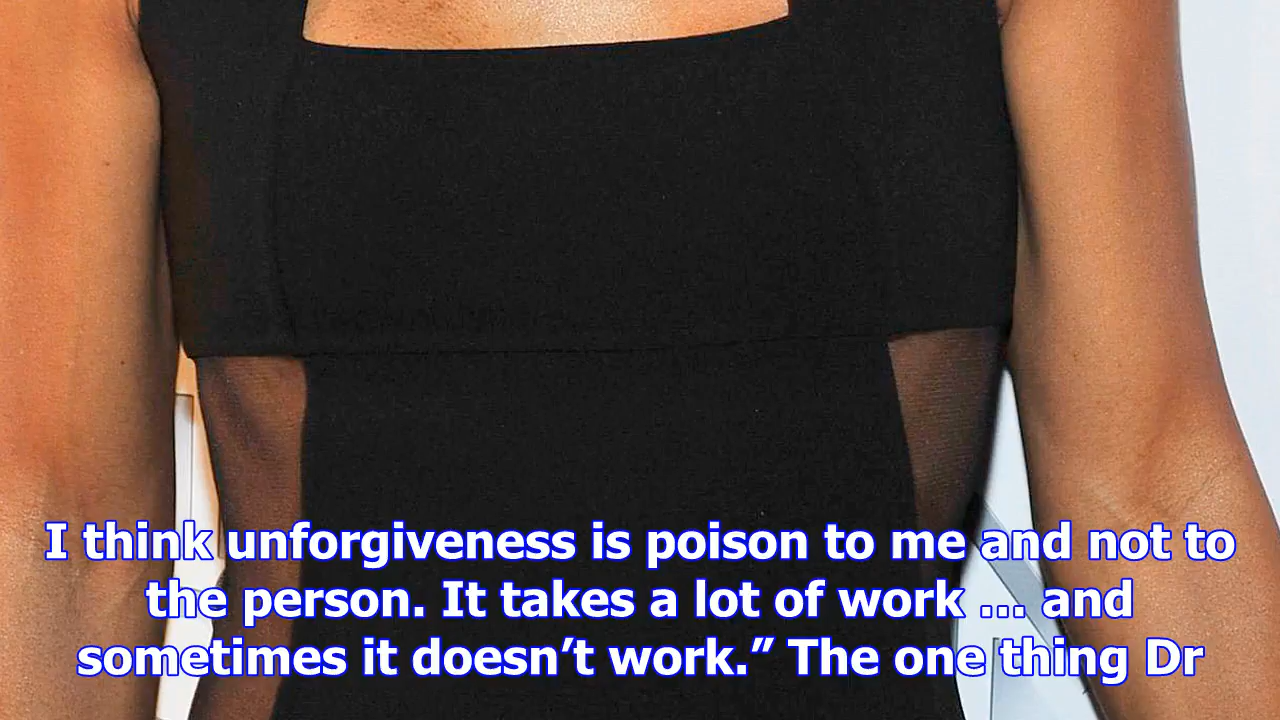 I think unforgiveness is poison to me and not to
the person. It takes a lot of work ... and
sometimes it doesn’t work.” The one thing Dr